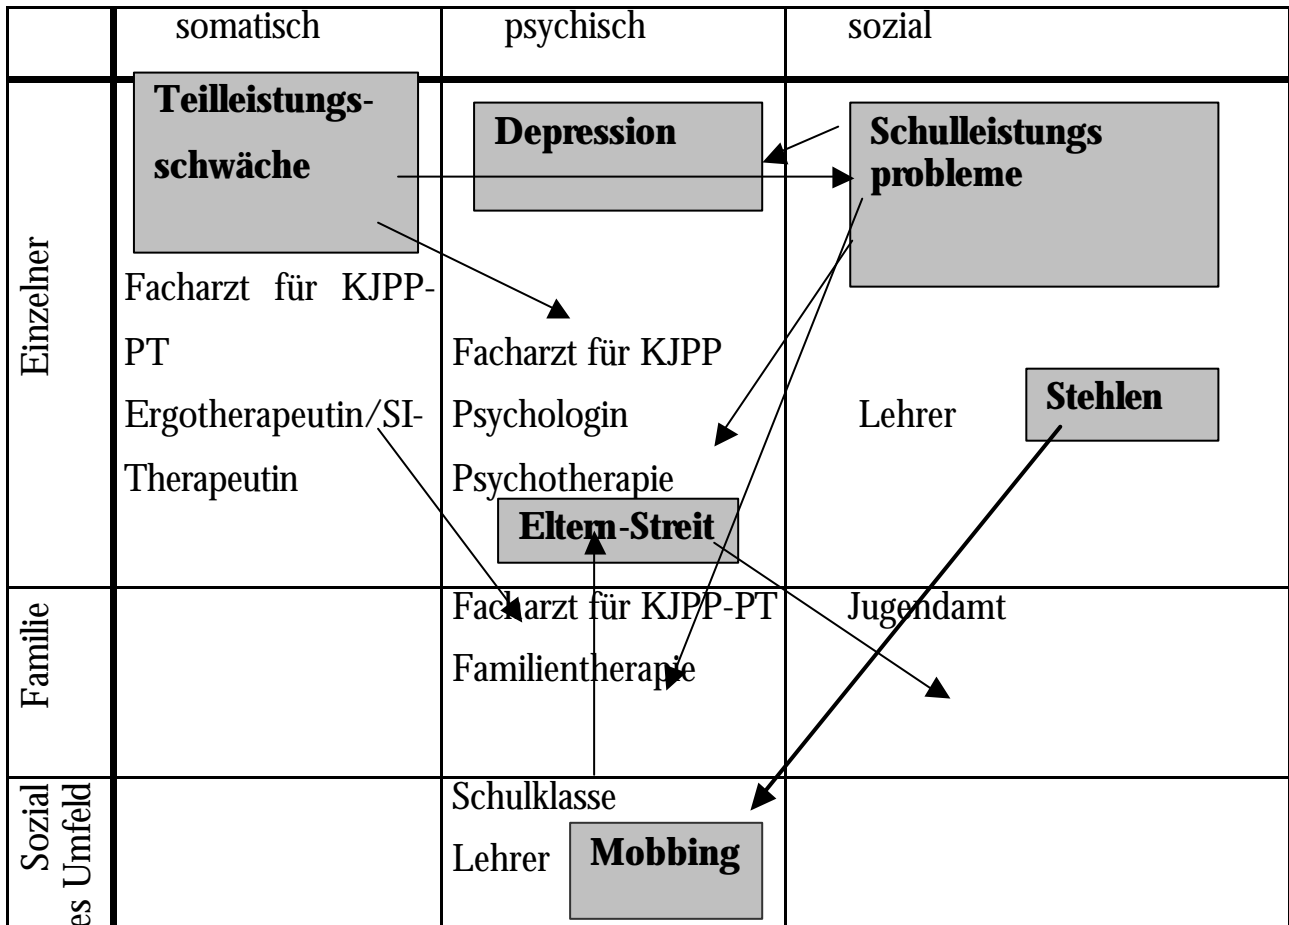 somatisch
psychisch
sozial
Einzelner
Teilleistungs-
schwäche
Depression
Schulleistungs
probleme
Facharzt für KJPP-
PT
Ergotherapeutin/SI-
Therapeutin
Facharzt für KJPP
Psychologin
Psychotherapie
Lehrer
Stehlen
Eltern-Streit
Familie
Facharzt für KJPP-PT
Familientherapie
Jugendamt
Sozial
es Umfeld
Schulklasse
Lehrer
Mobbing